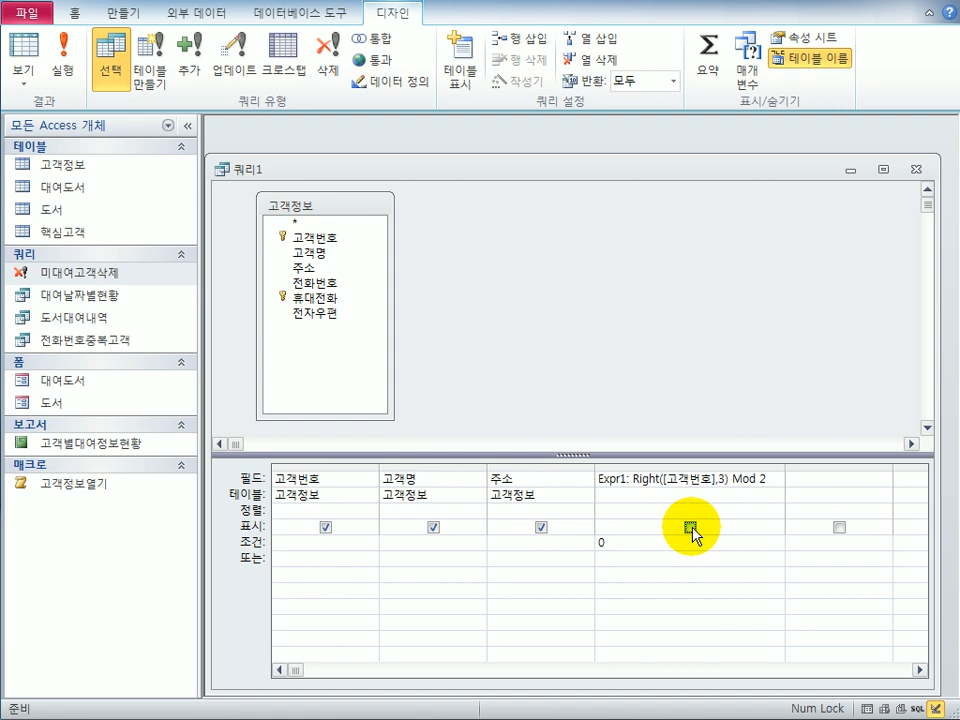 파일 홈 만들기 외부 데이터 데이터베이스 도구 디자인
보기 실행 선택 테이블 만들기 추가 업데이트 크로스탭 삭제 통합 통과 데이터 정의
테이블 표시 행 삽입 행 삭제 작성기 열 삽입 열 삭제 반환: 모두
요약 매개 변수 속성 시트 테이블 이름
결과 쿼리 유형 쿼리 설정 표시/숨기기
모든 Access 개체
테이블
고객정보
대여도서
도서
핵심고객
쿼리
미대여고객삭제
대여날짜별현황
도서대여내역
전화번호중복고객
폼
대여도서
도서
보고서
고객별대여정보현황
매크로
고객정보열기
쿼리1
고객정보
*
고객번호
고객명
주소
전화번호
휴대전화
전자우편
필드: 고객번호 고객명 주소 Expr1: Right([고객번호],3) Mod 2
테이블: 고객정보 고객정보 고객정보
정렬:
표시:
조건: 0
또는:
준비 Num Lock SQL